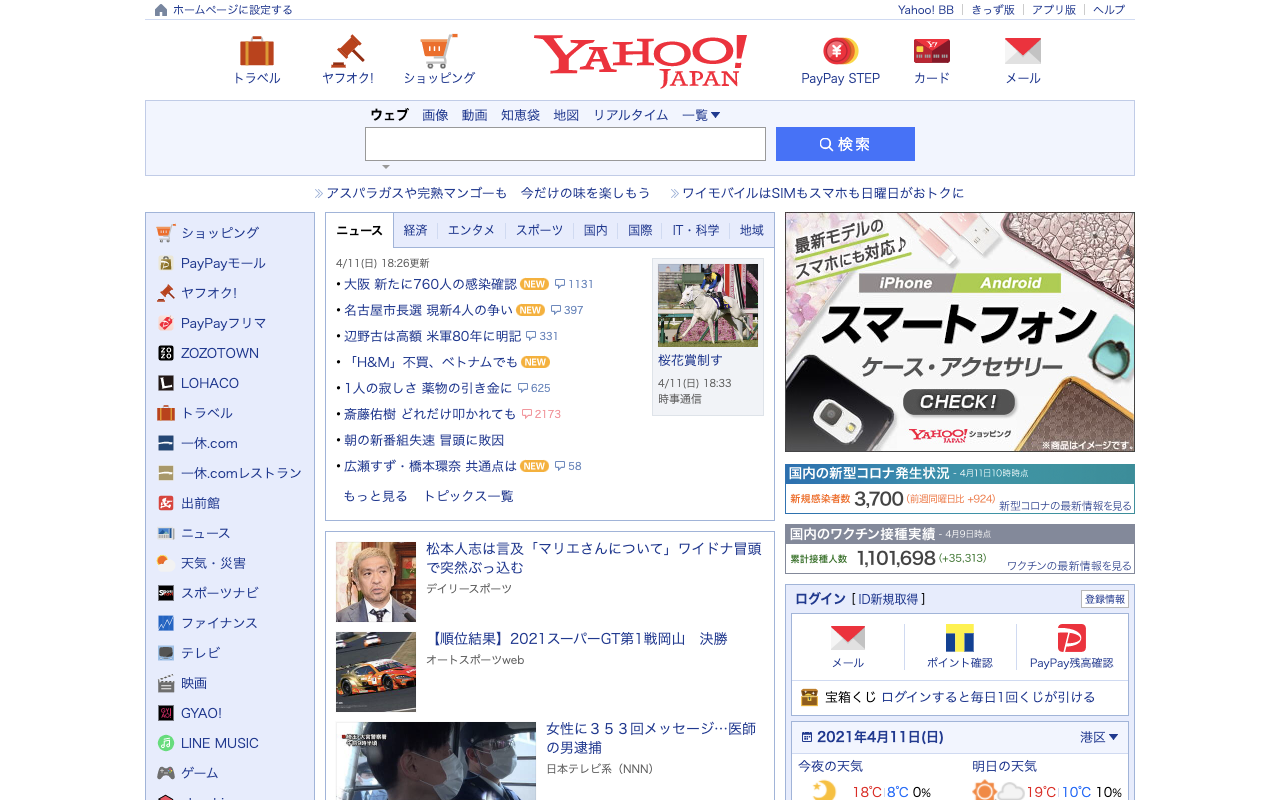 ホームページに設定する
Yahoo! BB
きっず版
アプリ版
ヘルプ
トラベル
ヤフオク!
ショッピング
YAHOO!
JAPAN
PayPay STEP
カード
メール
ウェブ
画像
動画
知恵袋
地図
リアルタイム
一覧
検索
アスパラガスや完熟マンゴーも 今だけの味を楽しもう
ワイモバイルはSIMもスマホも日曜日がおトクに
ショッピング
PayPayモール
ヤフオク!
PayPayフリマ
ZOZOTOWN
LOHACO
トラベル
一休.com
一休.comレストラン
出前館
ニュース
天気・災害
スポーツナビ
ファイナンス
テレビ
映画
GYAO!
LINE MUSIC
ゲーム
ニュース
経済
エンタメ
スポーツ
国内
国際
IT・科学
地域
4/11(日) 18:26更新
・大阪 新たに760人の感染確認 NEW 1131
・名古屋市長選 現新4人の争い NEW 397
・辺野古は高額 米軍80年に明記 331
・「H&M」不買、ベトナムでも NEW
・1人の寂しさ 薬物の引き金に 625
・斎藤佑樹 どれだけ叩かれても 2173
・朝の新番組失速 冒頭に敗因
・広瀬すず・橋本環奈 共通点は NEW 58
もっと見る
トピックス一覧
桜花賞制す
4/11(日) 18:33
時事通信
松本人志は言及「マリエさんについて」ワイドナ冒頭
で突然ぶっ込む
デイリースポーツ
【順位結果】2021スーパーGT第1戦岡山 決勝
オートスポーツweb
女性に３５３回メッセージ…医師
の男逮捕
日本テレビ系（NNN）
最新モデルの
スマホにも対応♪
iPhone
Android
スマートフォン
ケース・アクセサリー
CHECK!
YAHOO! JAPAN ショッピング
※商品はイメージです。
国内の新型コロナ発生状況 - 4月11日10時時点
新規感染者数 3,700 (前週同曜日比 +924)
新型コロナの最新情報を見る
国内のワクチン接種実績 - 4月9日時点
累計接種人数 1,101,698 (+35,313)
ワクチンの最新情報を見る
ログイン [ ID新規取得 ]
登録情報
メール
ポイント確認
PayPay残高確認
宝箱くじ ログインすると毎日1回くじが引ける
2021年4月11日(日)
港区
今夜の天気
明日の天気
18℃ 8℃ 0%
19℃ 10℃ 10%